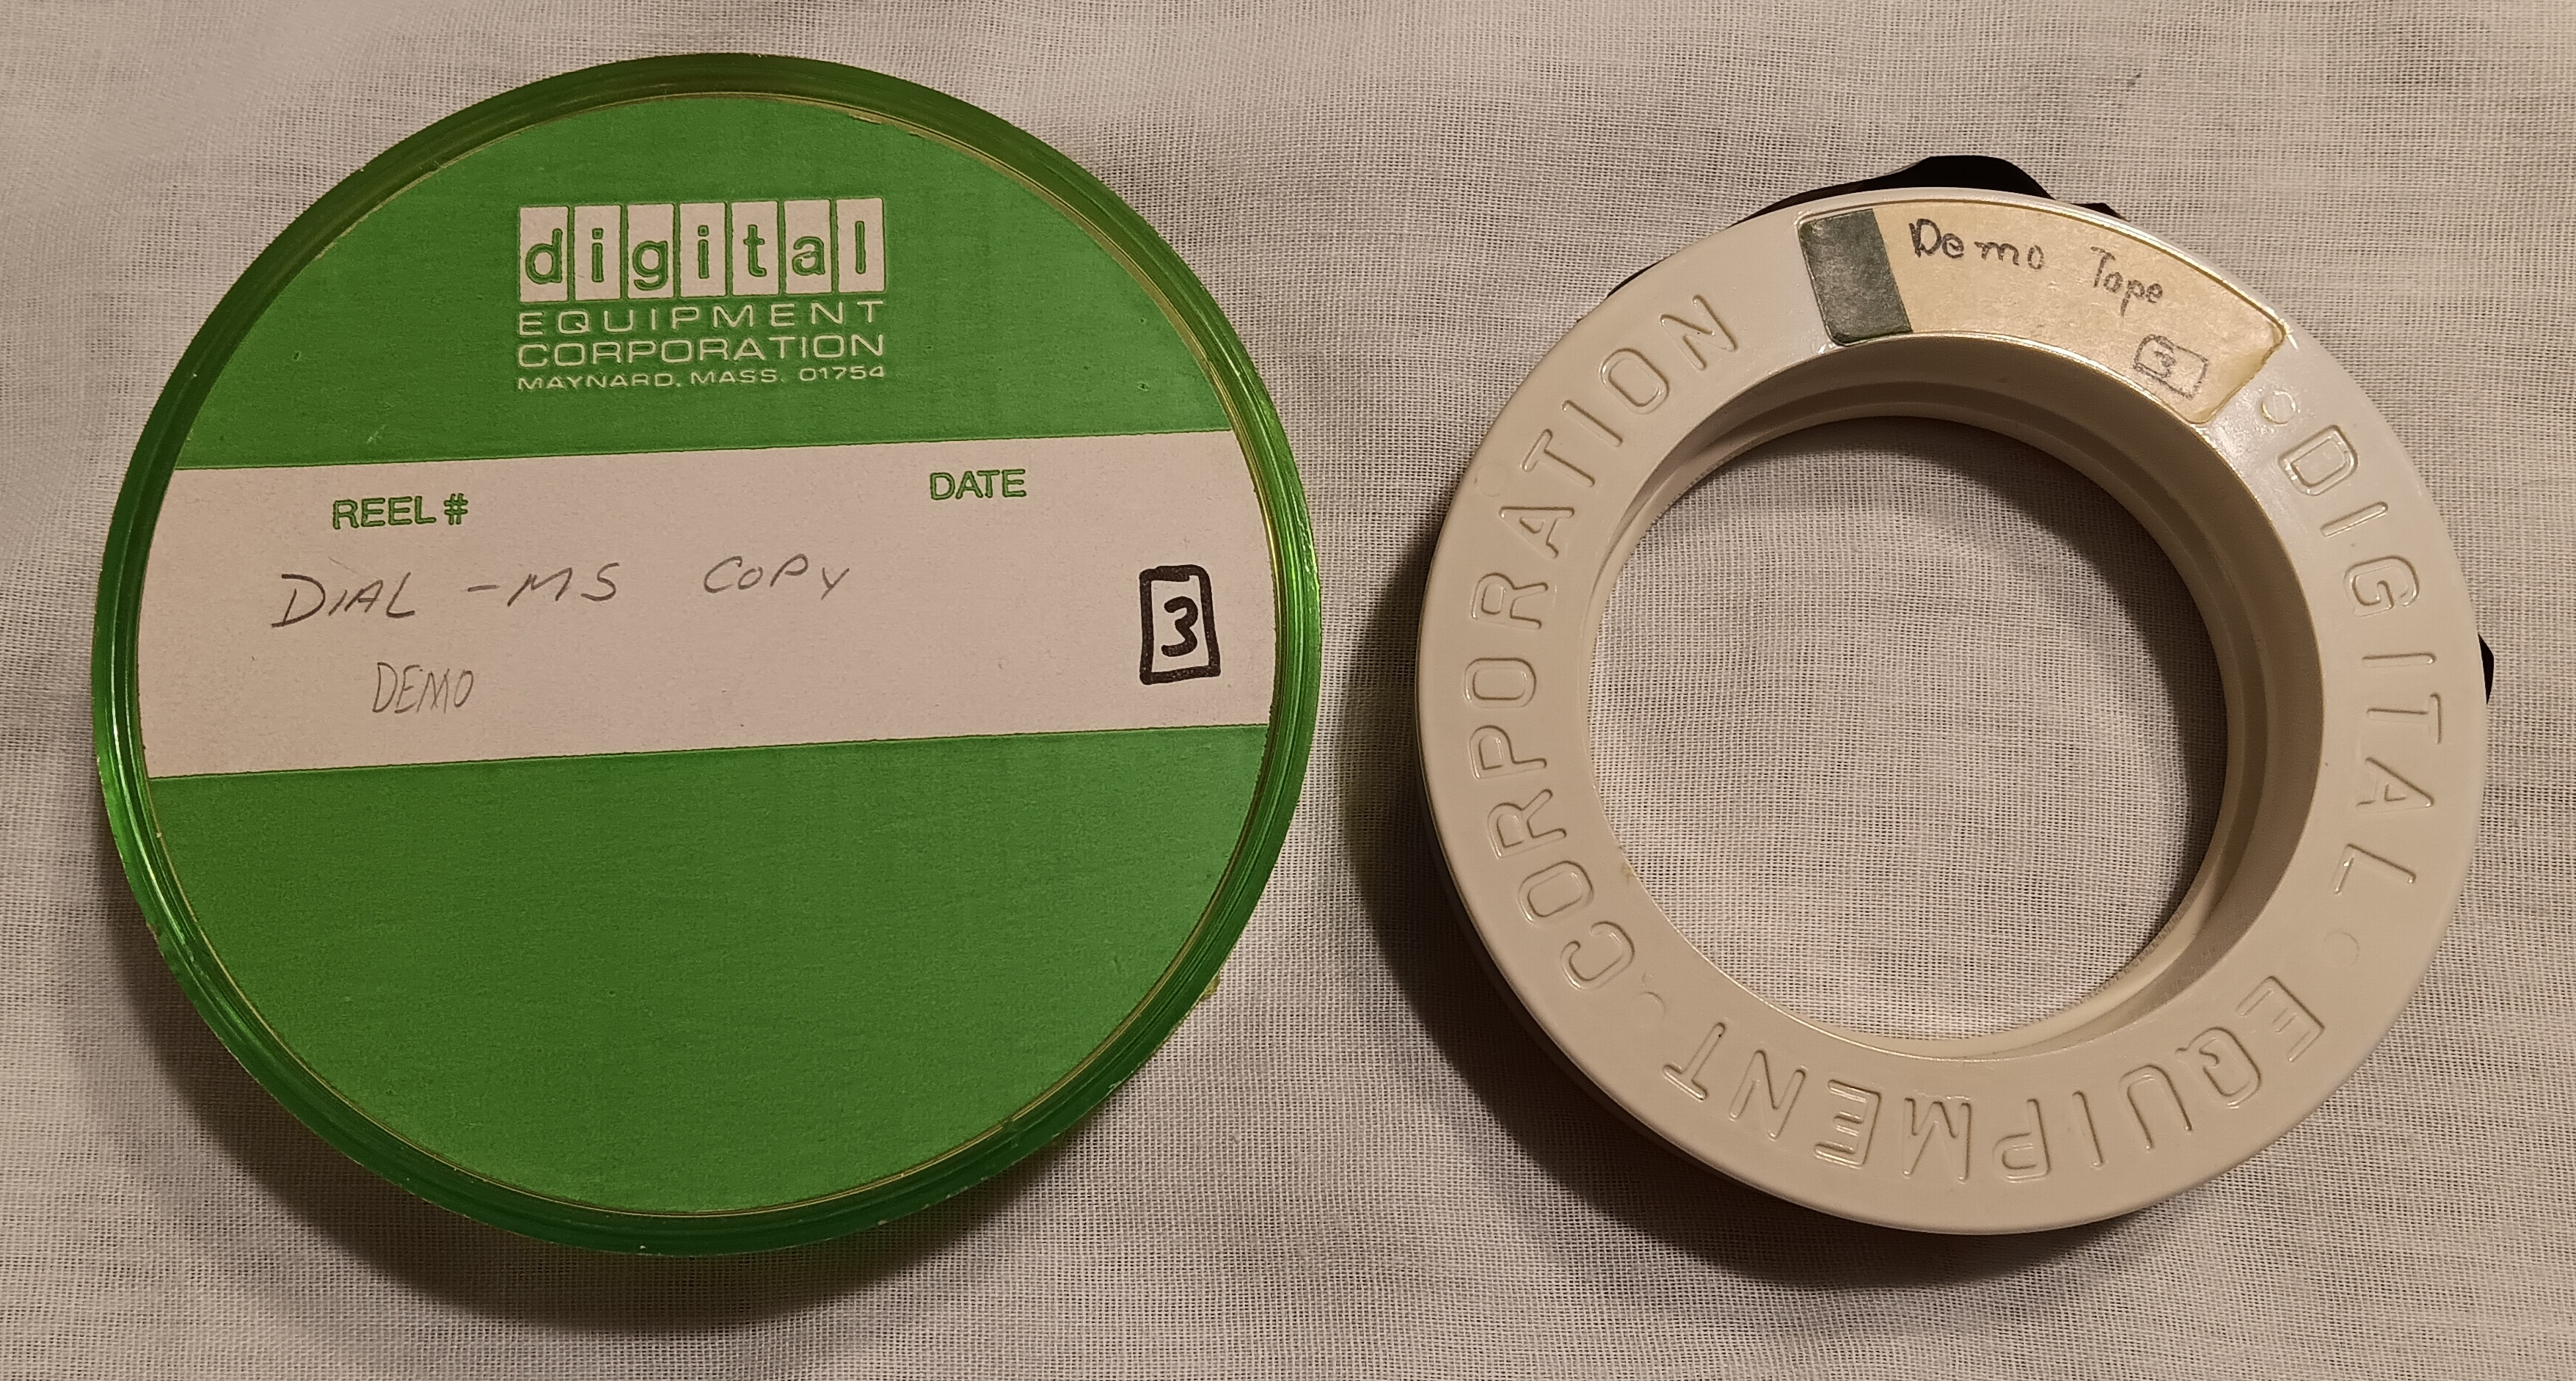 digital
EQUIPMENT
CORPORATION
MAYNARD, MASS. 01754
REEL # DATE
DIAL -MS COPY
DEMO
3
Demo Tape
3
DIGITAL • EQUIPMENT • CORPORATION